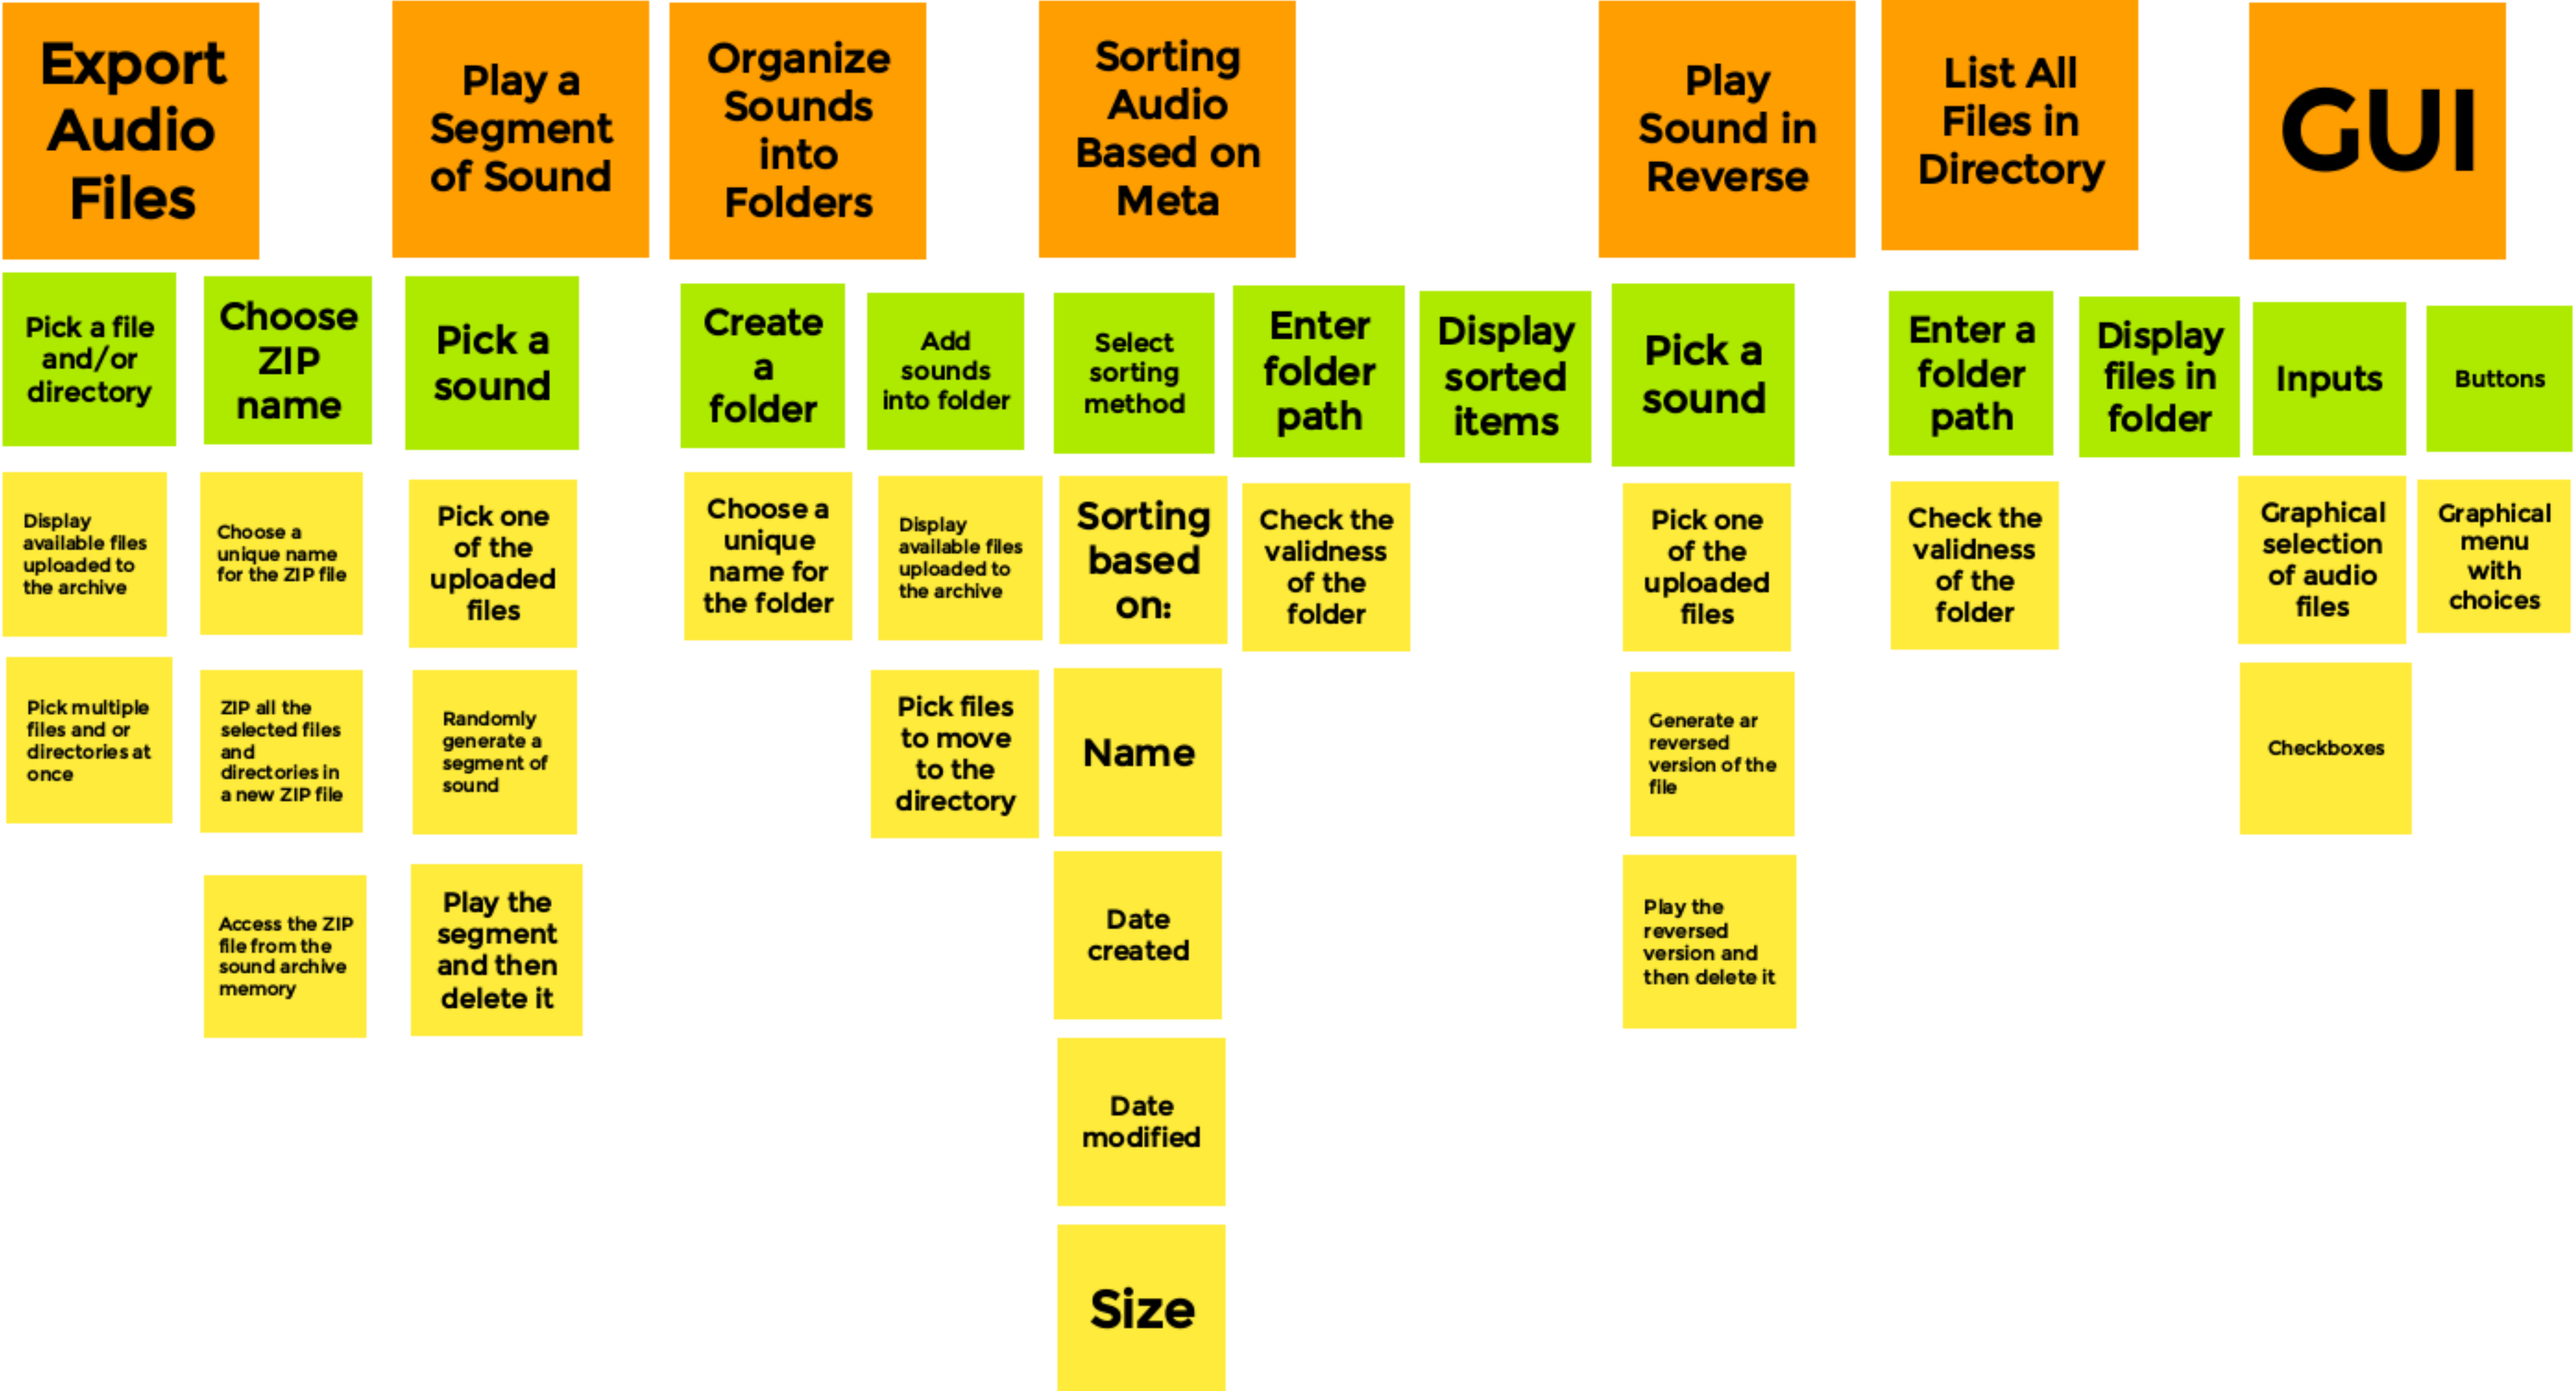 Export
Audio
Files
Play a
Segment
of Sound
Organize
Sounds
into
Folders
Sorting
Audio
Based on
Meta
Play
Sound in
Reverse
List All
Files in
Directory
GUI
Pick a file
and/or
directory
Choose
ZIP
name
Pick a
sound
Create
a
folder
Add
sounds
into folder
Select
sorting
method
Enter
folder
path
Display
sorted
items
Pick a
sound
Enter a
folder
path
Display
files in
folder
Inputs
Buttons
Display
available files
uploaded to
the archive
Choose a
unique name
for the ZIP file
Pick one
of the
uploaded
files
Choose a
unique
name for
the folder
Display
available files
uploaded to
the archive
Sorting
based
on:
Check the
validness
of the
folder
Pick one
of the
uploaded
files
Check the
validness
of the
folder
Graphical
selection
of audio
files
Graphical
menu
with
choices
Pick multiple
files and or
directories at
once
ZIP all the
selected files
and
directories in
a new ZIP file
Randomly
generate a
segment of
sound
Pick files
to move
to the
directory
Name
Generate ar
reversed
version of the
file
Checkboxes
Access the ZIP
file from the
sound archive
memory
Play the
segment
and then
delete it
Date
created
Play the
reversed
version and
then delete it
Date
modified
Size